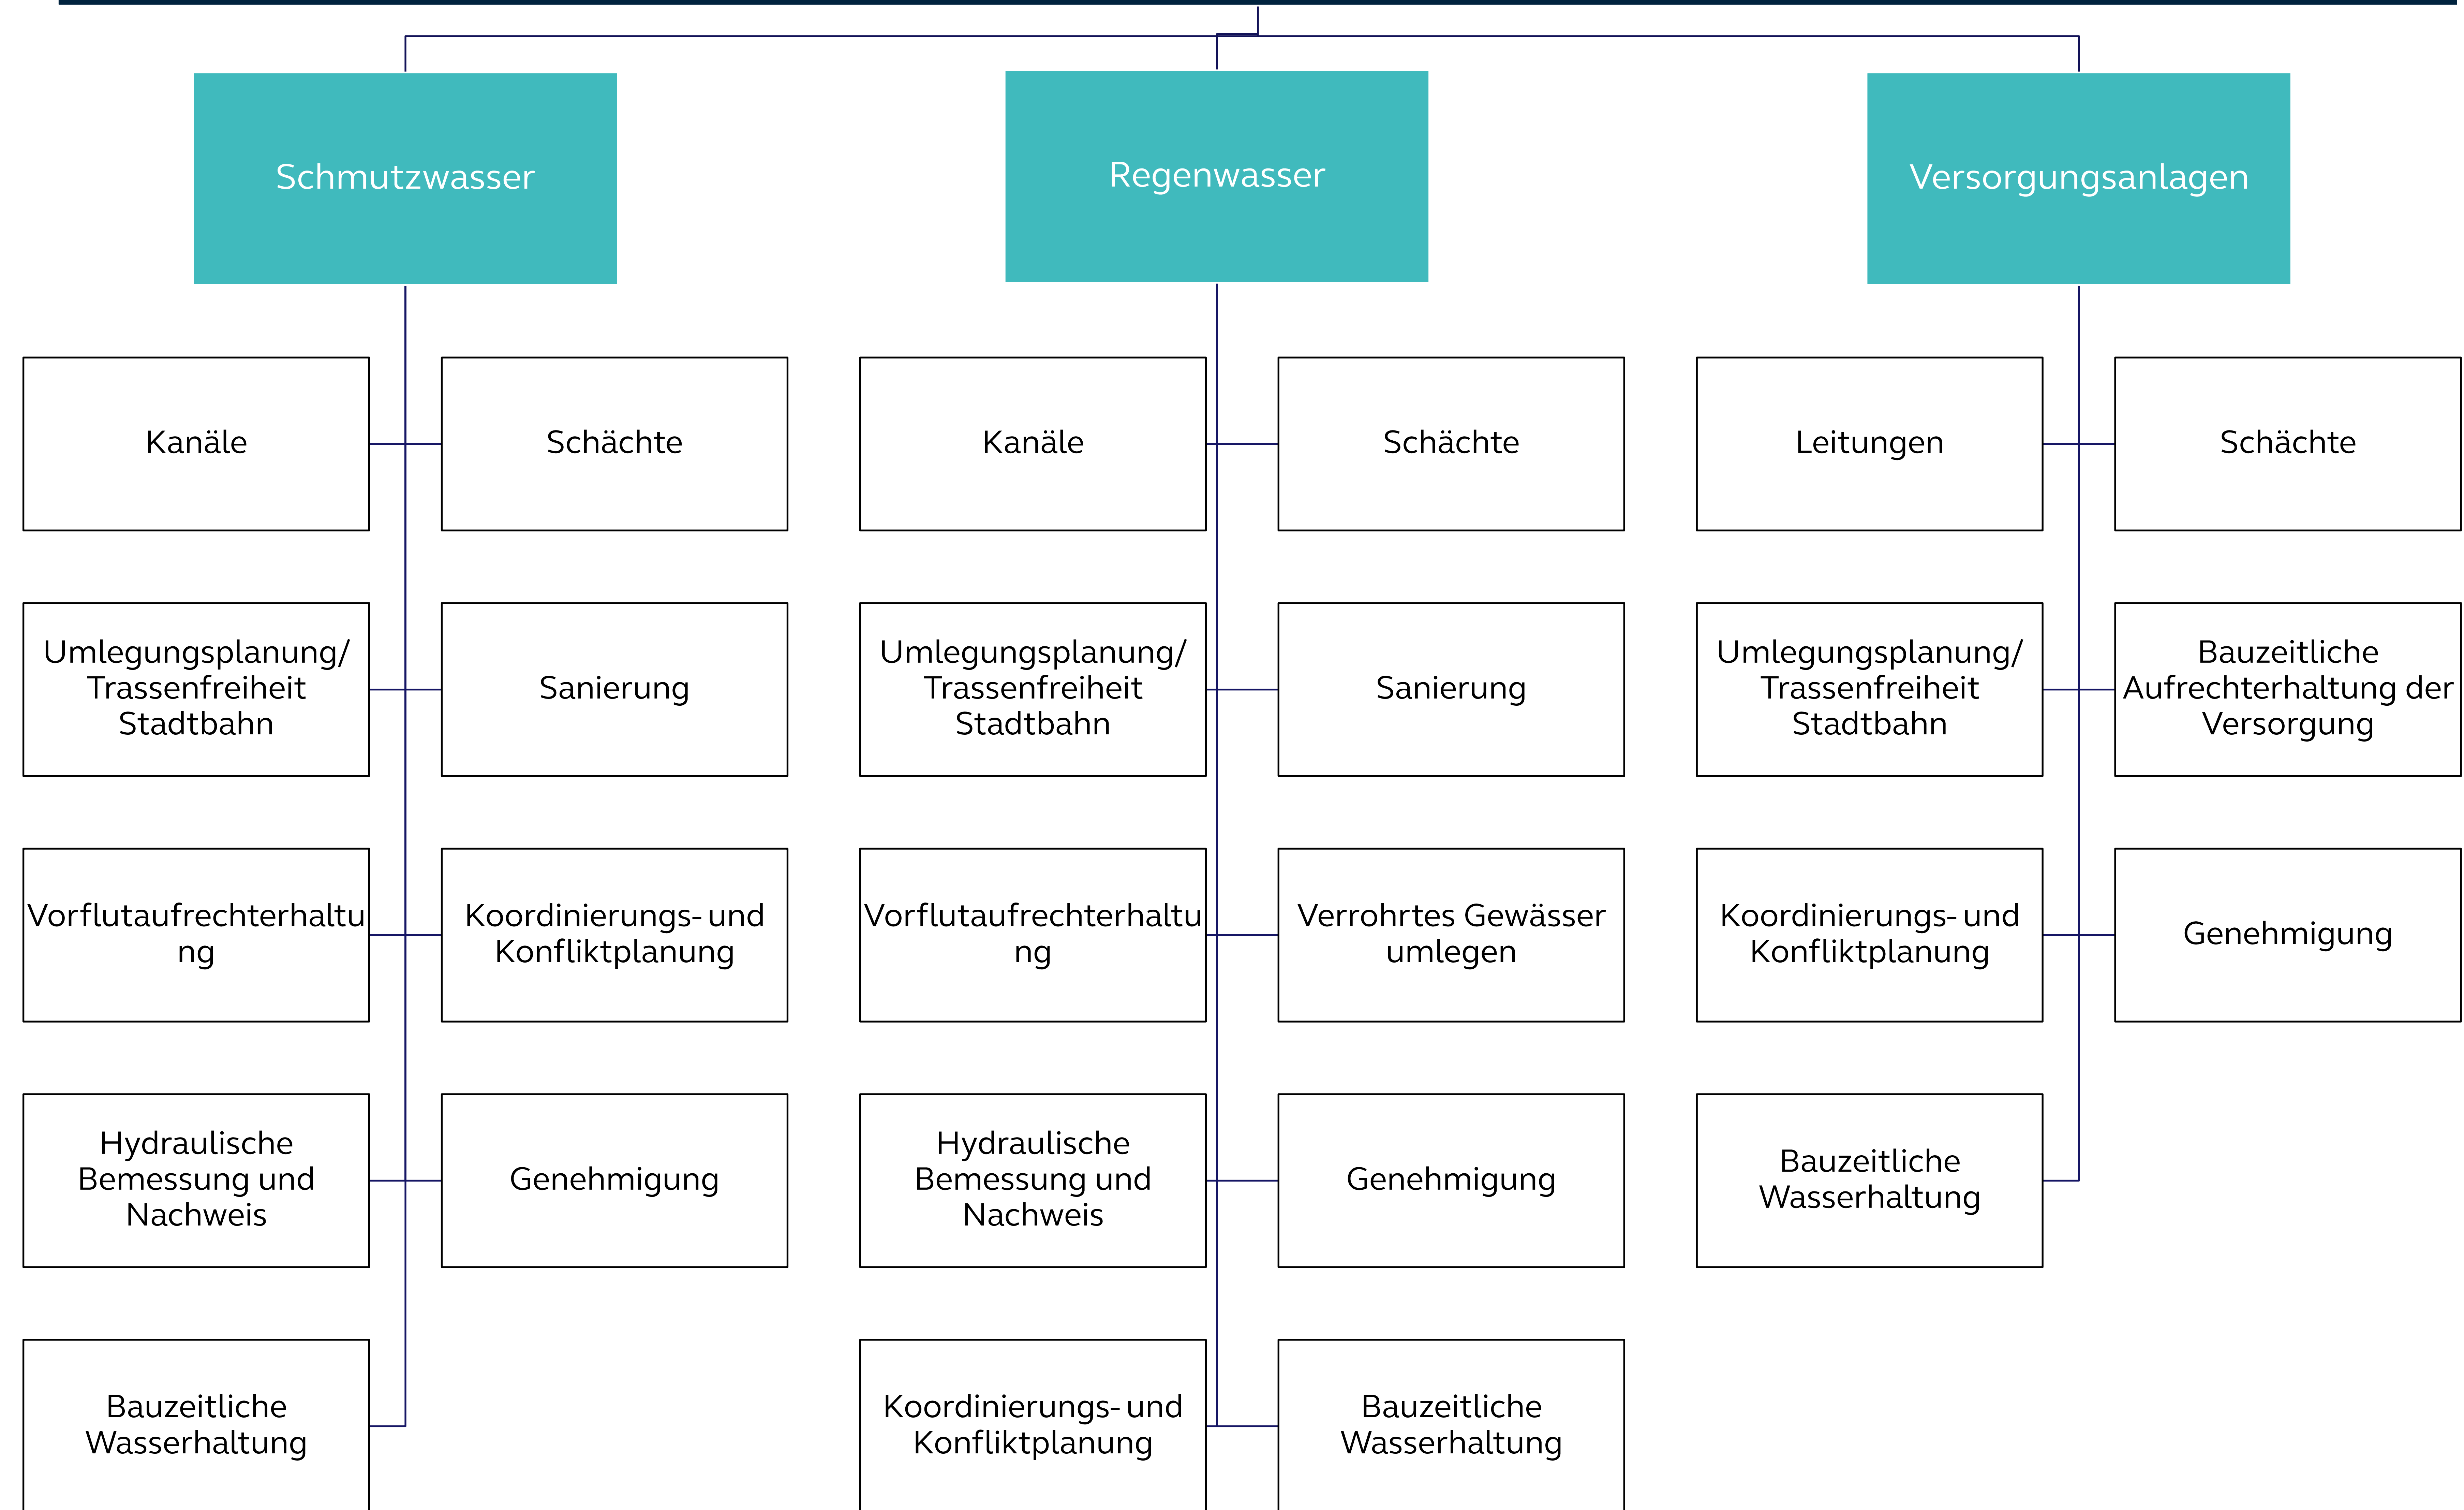 Schmutzwasser
Regenwasser
Versorgungsanlagen
Kanäle
Schächte
Kanäle
Schächte
Leitungen
Schächte
Umlegungsplanung/
Trassenfreiheit
Stadtbahn
Sanierung
Umlegungsplanung/
Trassenfreiheit
Stadtbahn
Sanierung
Umlegungsplanung/
Trassenfreiheit
Stadtbahn
Bauzeitliche
Aufrechterhaltung der
Versorgung
Vorflutaufrechterhaltu
ng
Koordinierungs- und
Konfliktplanung
Vorflutaufrechterhaltu
ng
Verrohrtes Gewässer
umlegen
Koordinierungs- und
Konfliktplanung
Genehmigung
Hydraulische
Bemessung und
Nachweis
Genehmigung
Hydraulische
Bemessung und
Nachweis
Genehmigung
Bauzeitliche
Wasserhaltung
Bauzeitliche
Wasserhaltung
Koordinierungs- und
Konfliktplanung
Bauzeitliche
Wasserhaltung